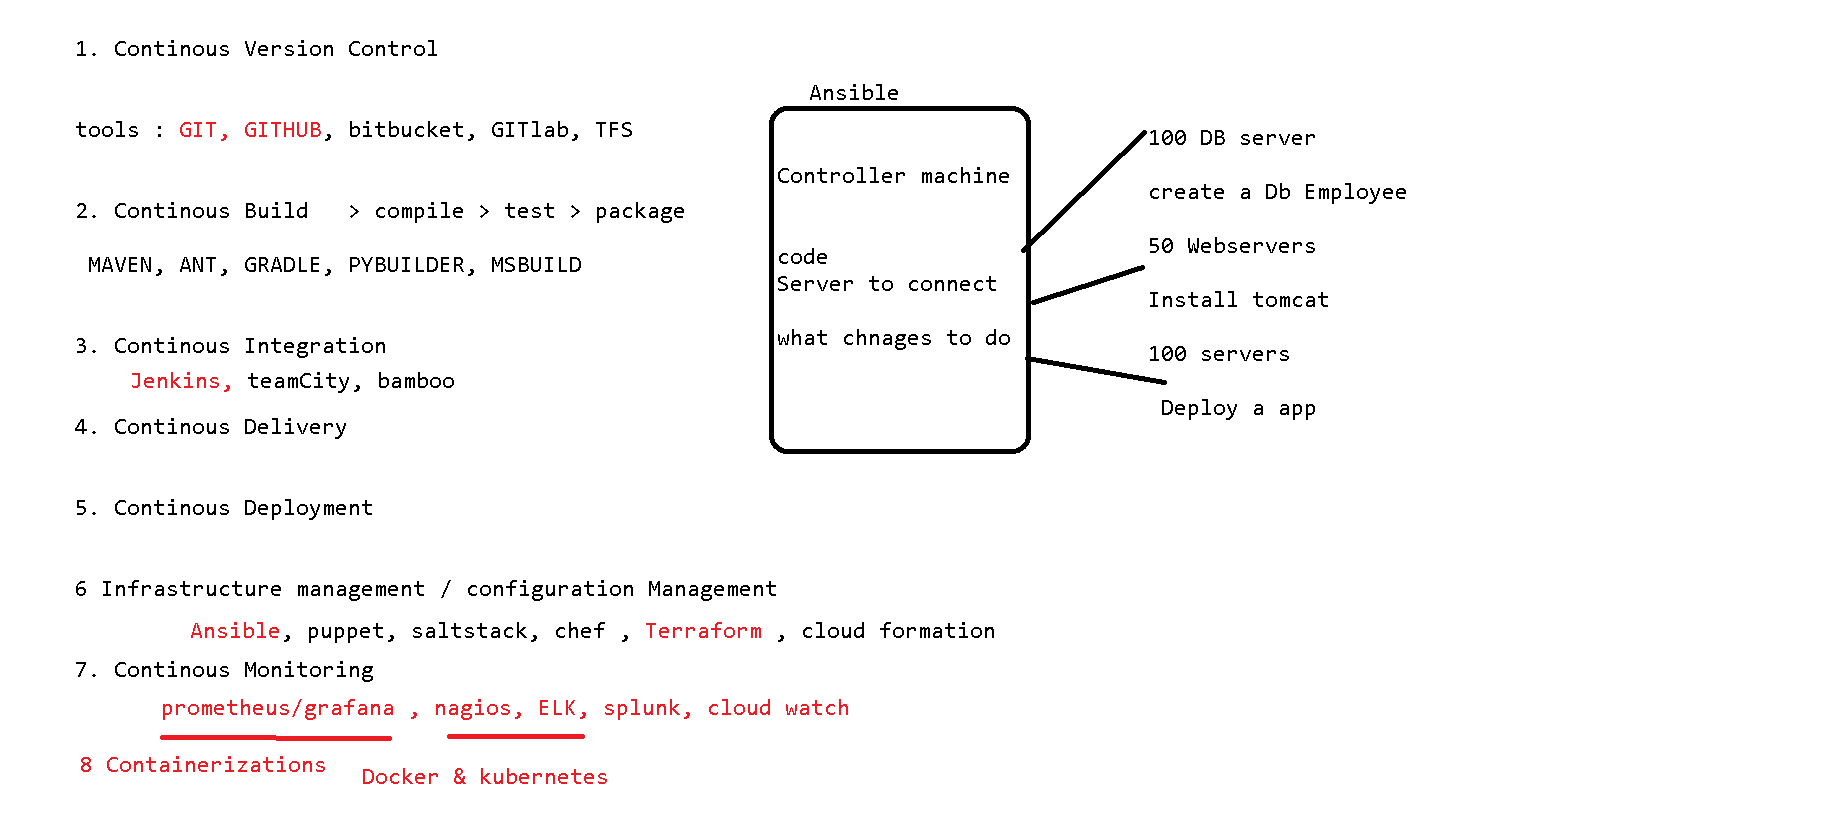 1. Continous Version Control
tools : GIT, GITHUB, bitbucket, GITlab, TFS
2. Continous Build > compile > test > package
MAVEN, ANT, GRADLE, PYBUILDER, MSBUILD
3. Continous Integration
Jenkins, teamCity, bamboo
4. Continous Delivery
5. Continous Deployment
6 Infrastructure management / configuration Management
Ansible, puppet, saltstack, chef , Terraform , cloud formation
7. Continous Monitoring
prometheus/grafana , nagios, ELK, splunk, cloud watch
8 Containerizations
Docker & kubernetes
Ansible
Controller machine
code
Server to connect
what chnages to do
100 DB server
create a Db Employee
50 Webservers
Install tomcat
100 servers
Deploy a app